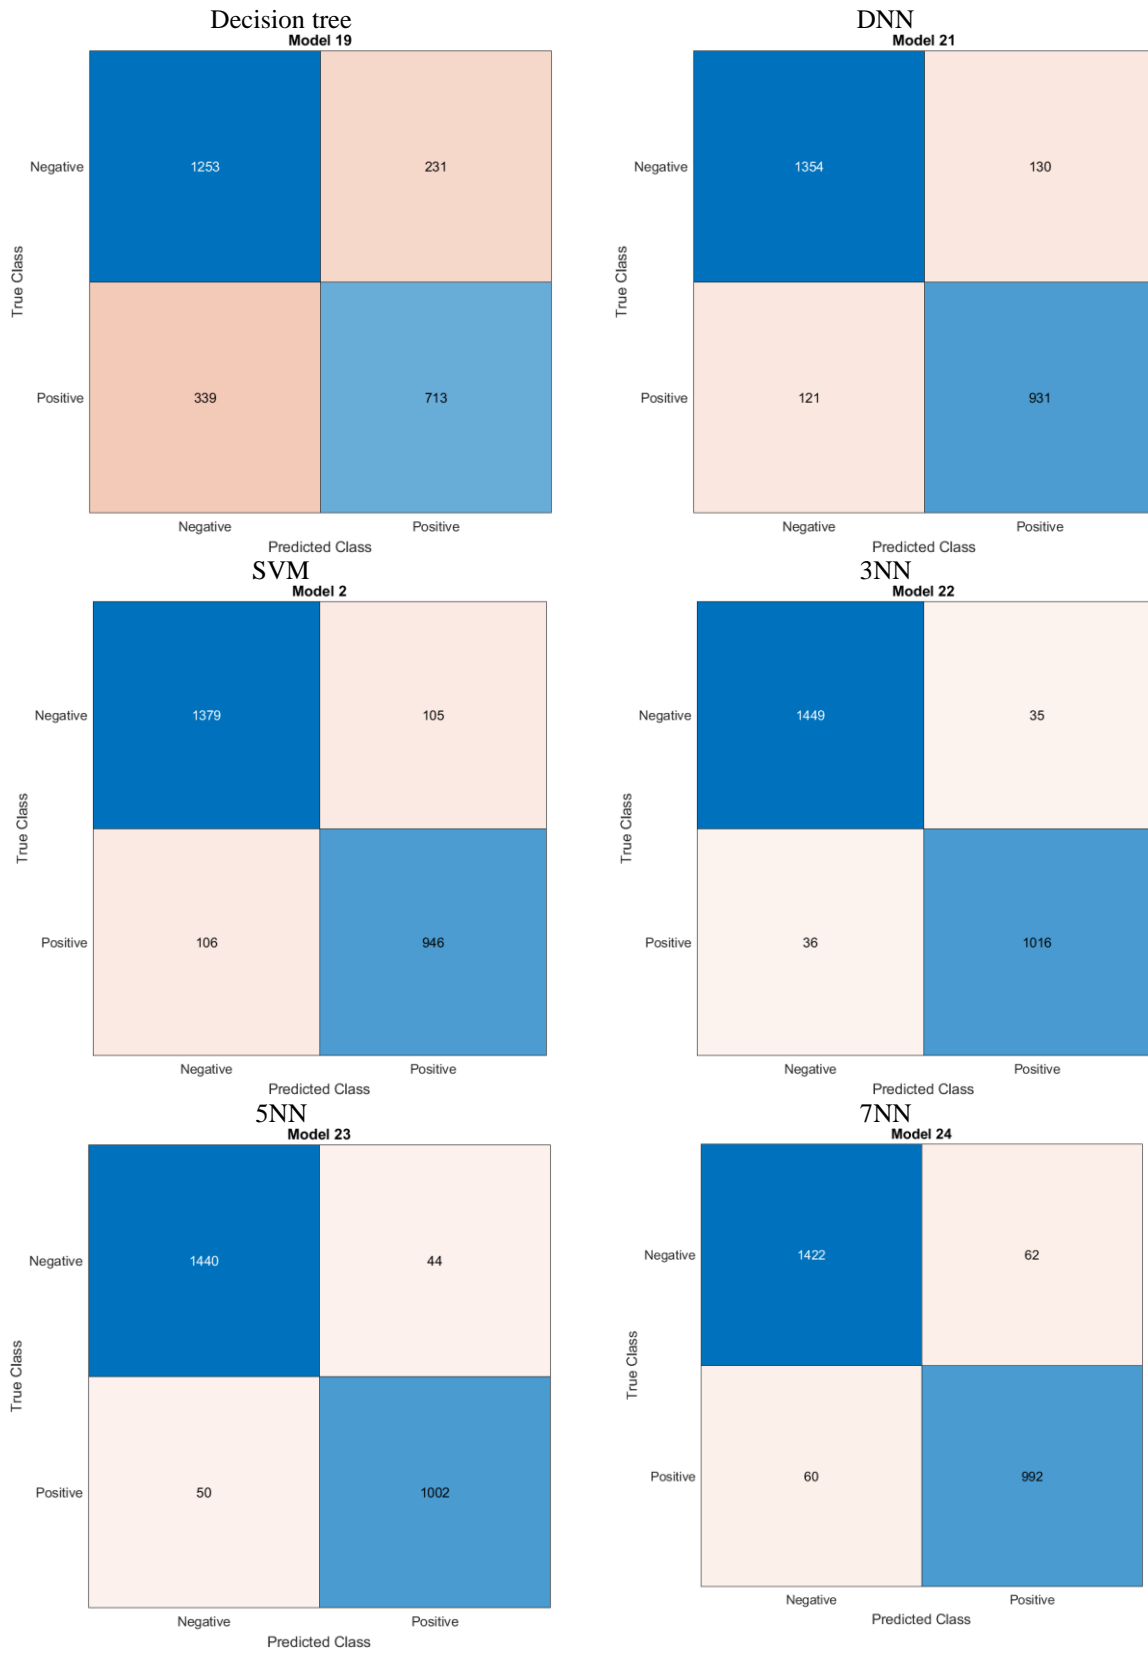 Decision tree
Model 19
Negative
1253
231
True Class
Positive
339
713
Negative
Positive
Predicted Class
DNN
Model 21
Negative
1354
130
True Class
Positive
121
931
Negative
Positive
Predicted Class
SVM
Model 2
Negative
1379
105
True Class
Positive
106
946
Negative
Positive
Predicted Class
3NN
Model 22
Negative
1449
35
True Class
Positive
36
1016
Negative
Positive
Predicted Class
5NN
Model 23
Negative
1440
44
True Class
Positive
50
1002
Negative
Positive
Predicted Class
7NN
Model 24
Negative
1422
62
True Class
Positive
60
992
Negative
Positive
Predicted Class